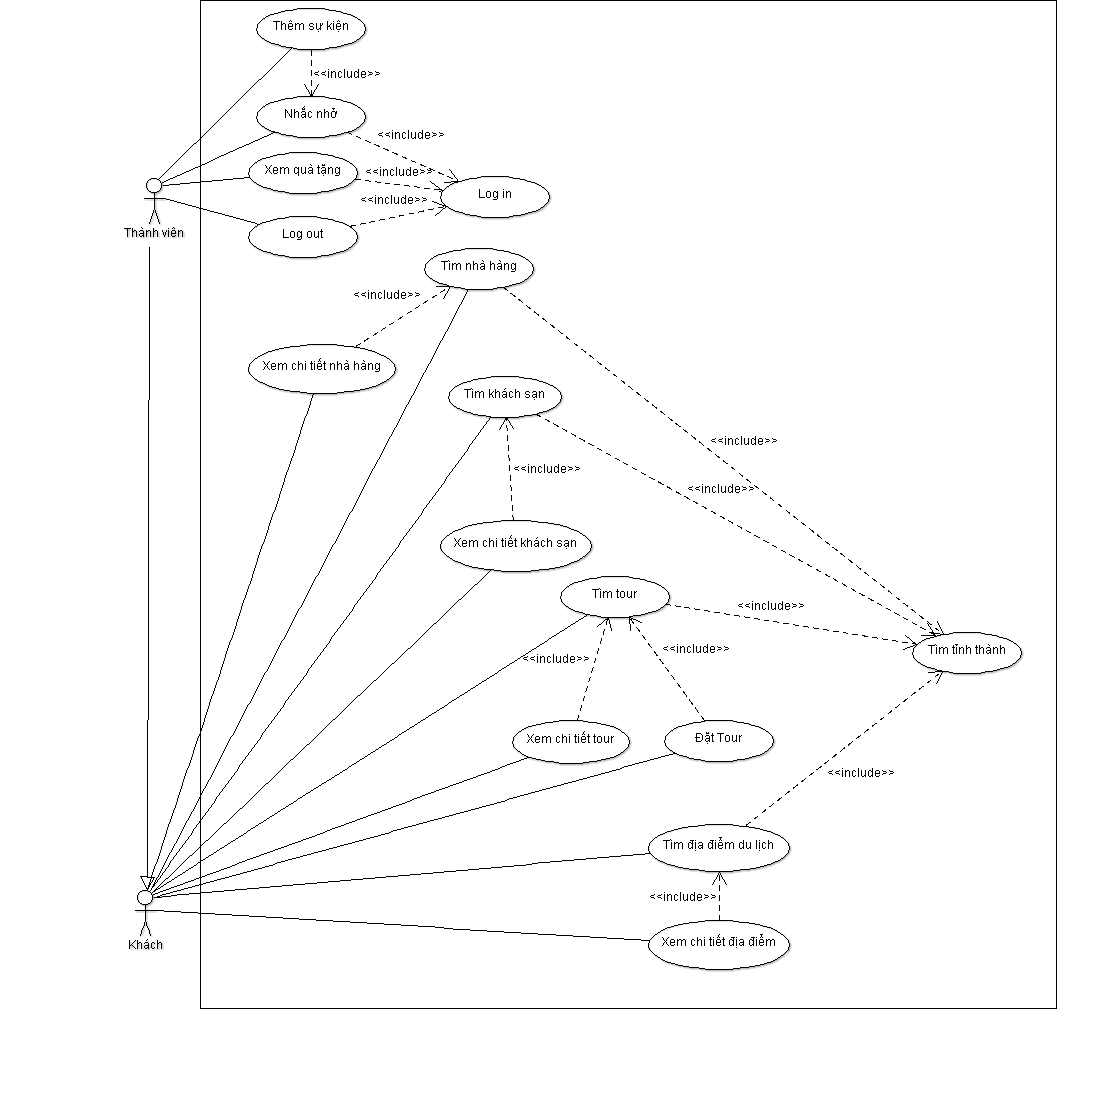 Thêm sự kiện
<<include>>
Nhắc nhở
<<include>>
Xem quà tặng
<<include>>
Log in
<<include>>
Thành viên
Log out
Tìm nhà hàng
<<include>>
Xem chi tiết nhà hàng
Tìm khách sạn
<<include>>
<<include>>
<<include>>
Xem chi tiết khách sạn
Tìm tour
<<include>>
<<include>>
<<include>>
Tìm tỉnh thành
Xem chi tiết tour
Đặt Tour
<<include>>
Tìm địa điểm du lịch
<<include>>
Xem chi tiết địa điểm
Khách